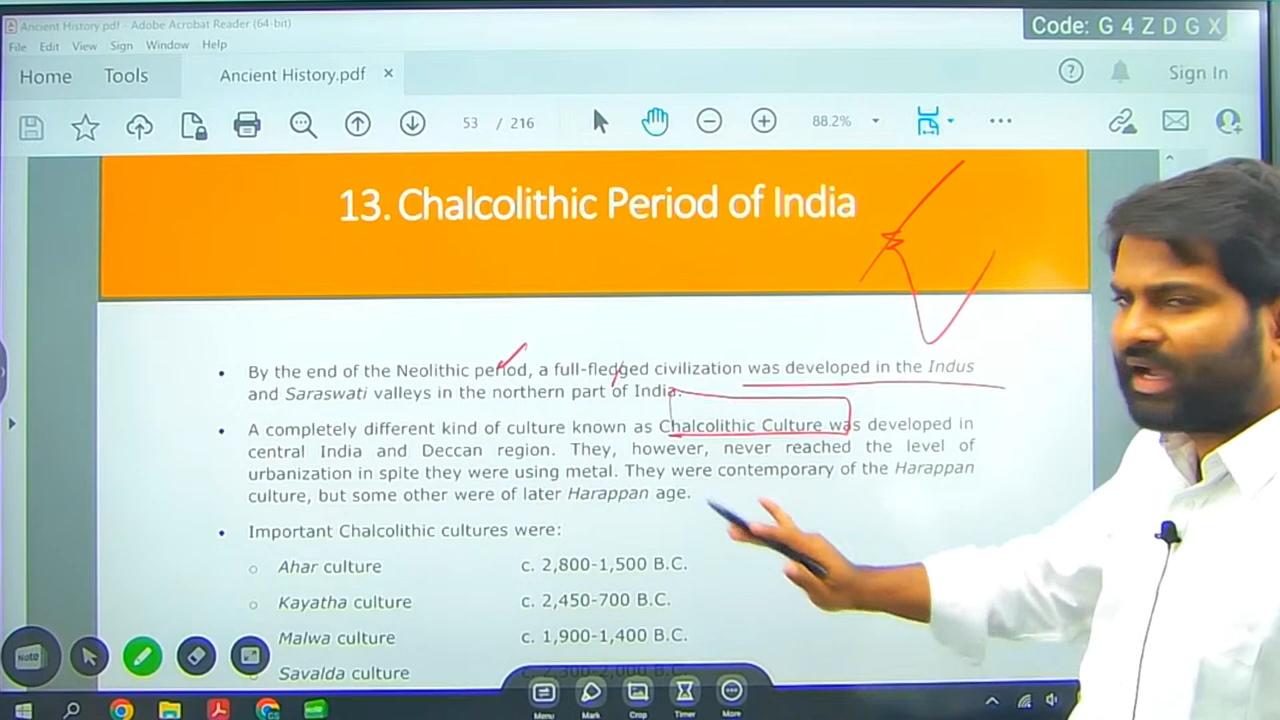 Ancient History.pdf - Adobe Acrobat Reader (64-bit)
Code: G 4 Z D G X
File Edit View Sign Window Help
Home Tools Ancient History.pdf × Sign In
53 / 216 88.2%
13. Chalcolithic Period of India
• By the end of the Neolithic period, a full-fledged civilization was developed in the Indus
and Saraswati valleys in the northern part of India.
• A completely different kind of culture known as Chalcolithic Culture was developed in
central India and Deccan region. They, however, never reached the level of
urbanization in spite they were using metal. They were contemporary of the Harappan
culture, but some other were of later Harappan age.
• Important Chalcolithic cultures were:
o Ahar culture c. 2,800-1,500 B.C.
o Kayatha culture c. 2,450-700 B.C.
o Malwa culture c. 1,900-1,400 B.C.
Savalda culture c. 2,300-2,000 B.C.
Note
Menu Mark Crop Timer More